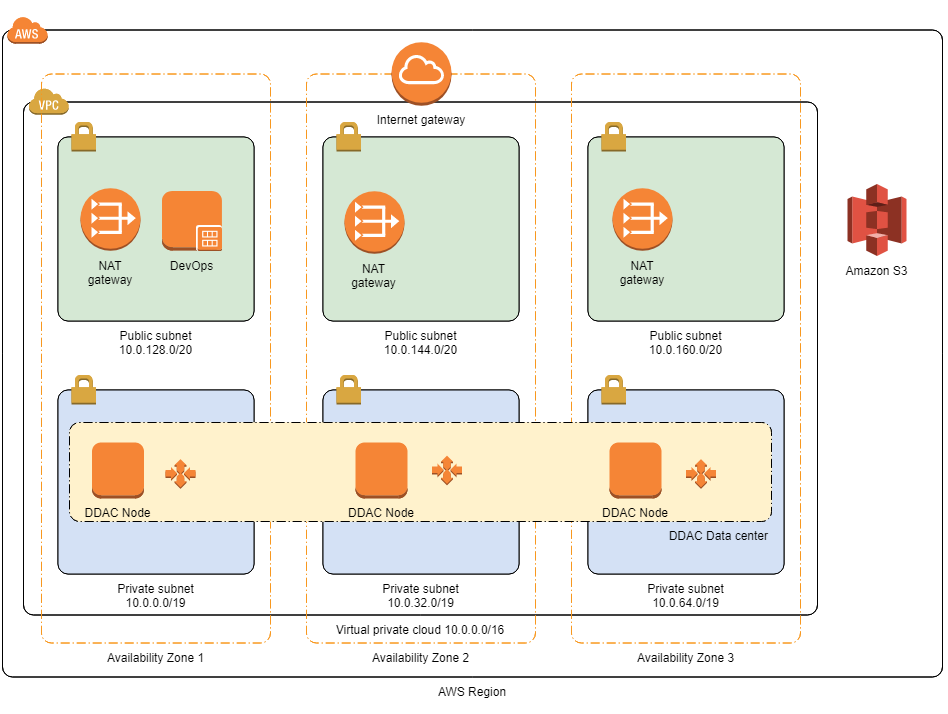 AWS
VPC
Internet gateway
NAT
gateway
DevOps
NAT
gateway
NAT
gateway
Amazon S3
Public subnet
10.0.128.0/20
Public subnet
10.0.144.0/20
Public subnet
10.0.160.0/20
DDAC Node
DDAC Node
DDAC Node
DDAC Data center
Private subnet
10.0.0.0/19
Private subnet
10.0.32.0/19
Private subnet
10.0.64.0/19
Virtual private cloud 10.0.0.0/16
Availability Zone 1
Availability Zone 2
Availability Zone 3
AWS Region